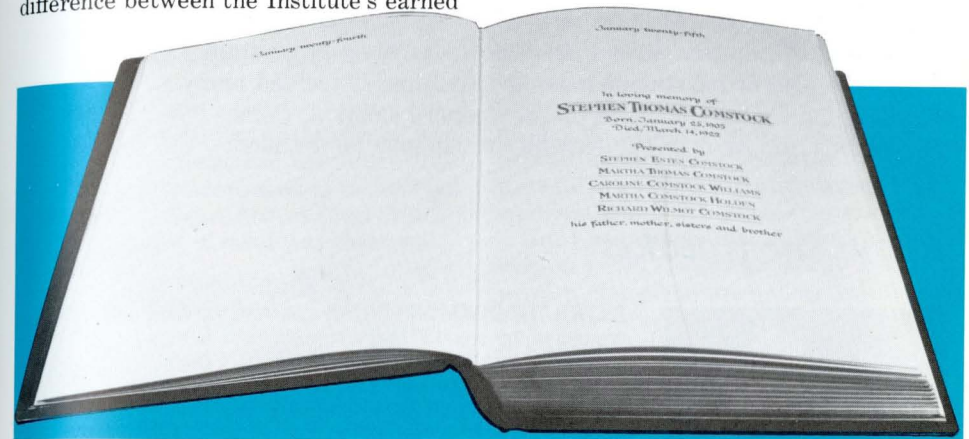 difference between the Institute's earned
January twenty-fourth
January twenty-fifth
In loving memory of
STEPHEN THOMAS COMSTOCK
Born, January 25, 1905
Died, March 14, 1925
Presented by
STEPHEN ESTEN COMSTOCK
MARTHA THOMAS COMSTOCK
CAROLINE COMSTOCK WILLIAMS
MARTHA COMSTOCK HOLDEN
RICHARD WILMOT COMSTOCK
his father, mother, sisters and brother